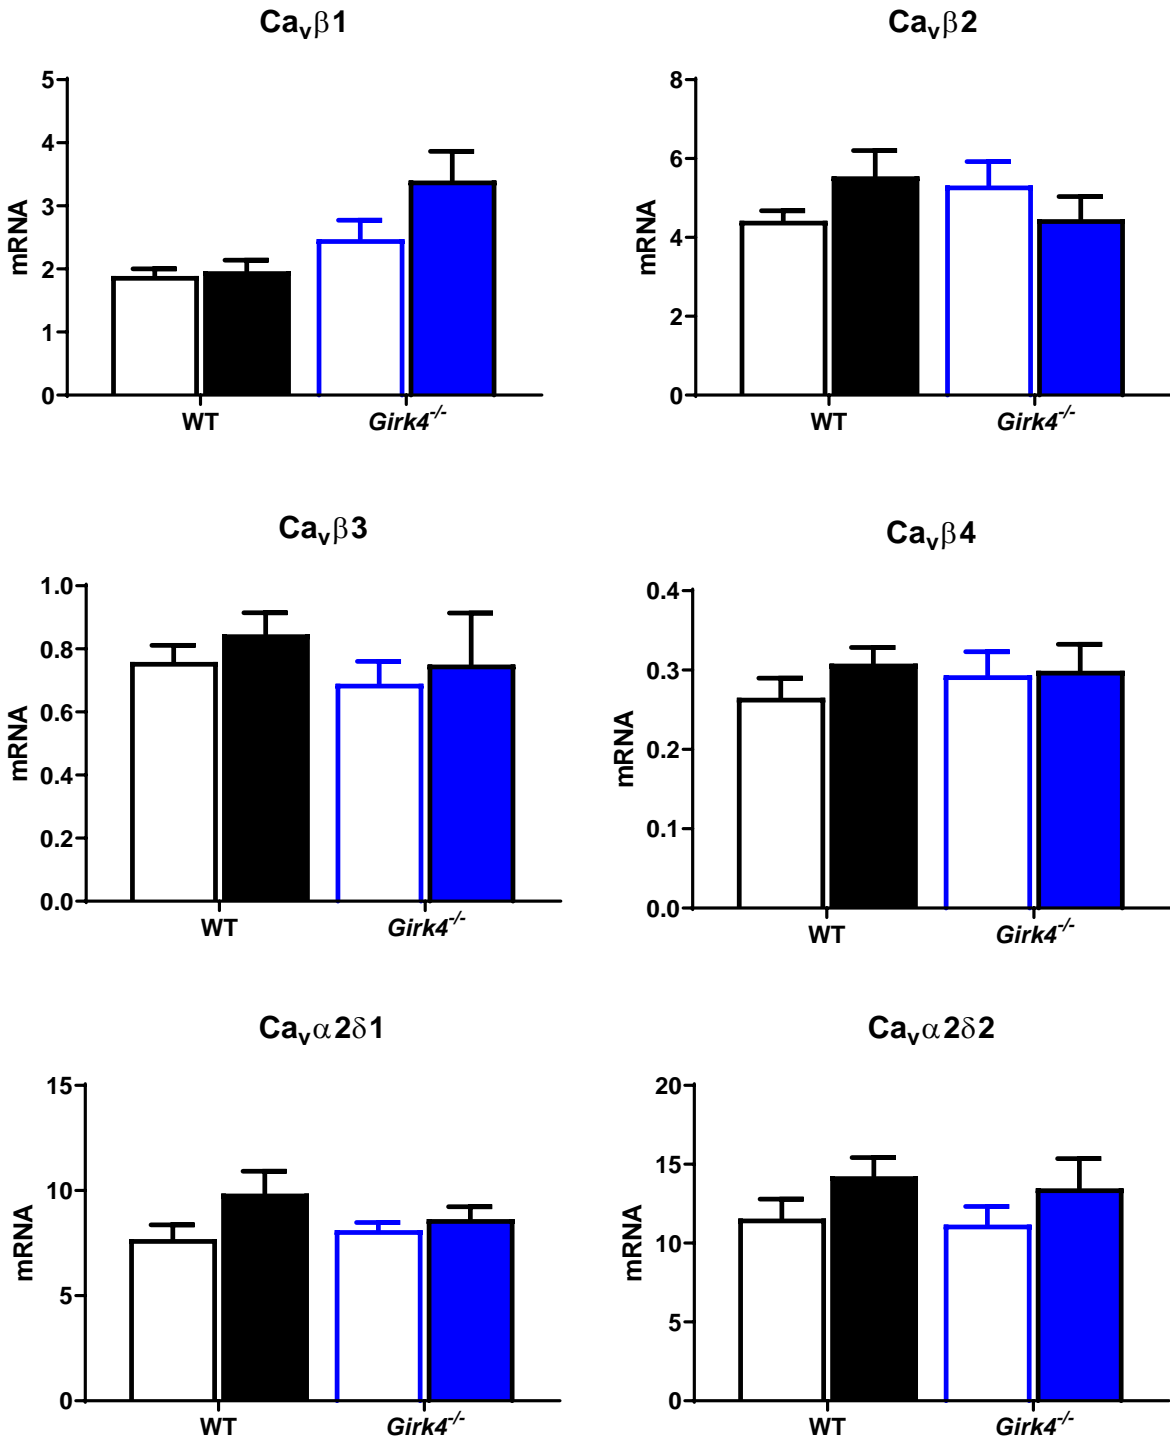 Caᵥβ1
5
4
3
2
1
0
mRNA
WT
Girk4⁻/⁻
Caᵥβ2
8
6
4
2
0
mRNA
WT
Girk4⁻/⁻
Caᵥβ3
1.0
0.8
0.6
0.4
0.2
0.0
mRNA
WT
Girk4⁻/⁻
Caᵥβ4
0.4
0.3
0.2
0.1
0.0
mRNA
WT
Girk4⁻/⁻
Caᵥα2δ1
15
10
5
0
mRNA
WT
Girk4⁻/⁻
Caᵥα2δ2
20
15
10
5
0
mRNA
WT
Girk4⁻/⁻